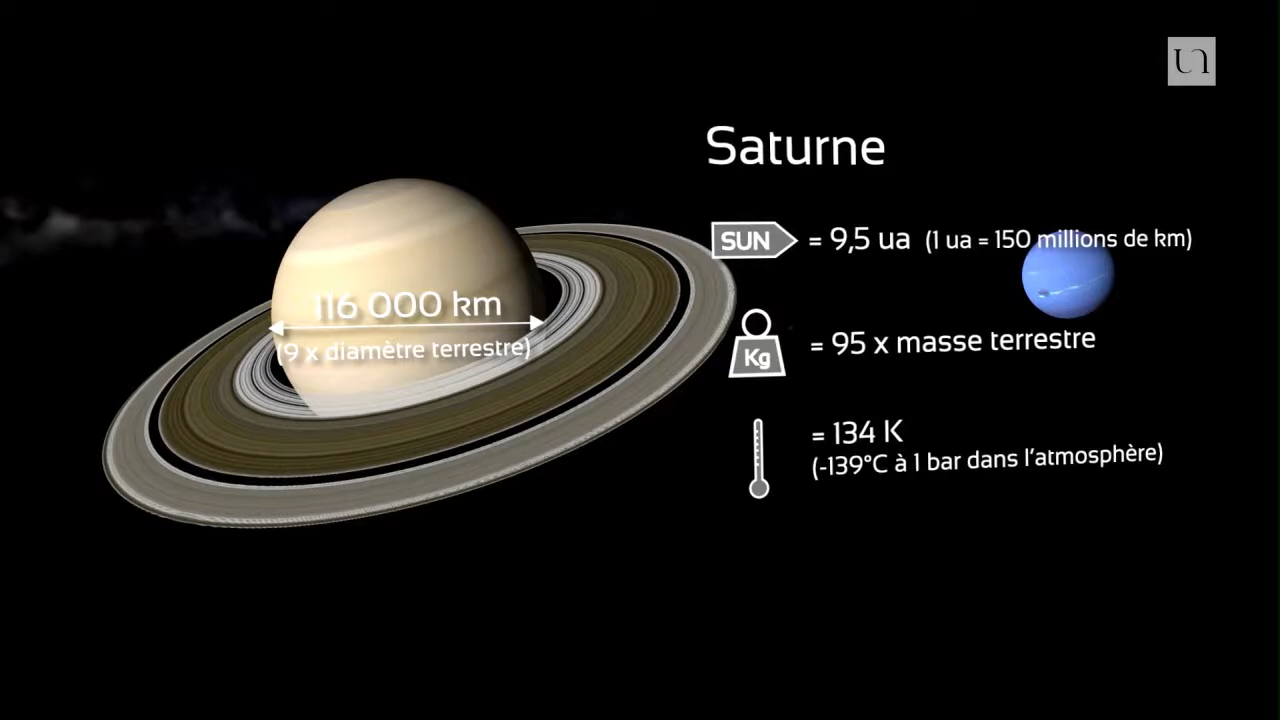 Saturne
SUN = 9,5 ua (1 ua = 150 millions de km)
116 000 km
(9 x diamètre terrestre)
Kg = 95 x masse terrestre
= 134 K
(-139°C à 1 bar dans l'atmosphère)